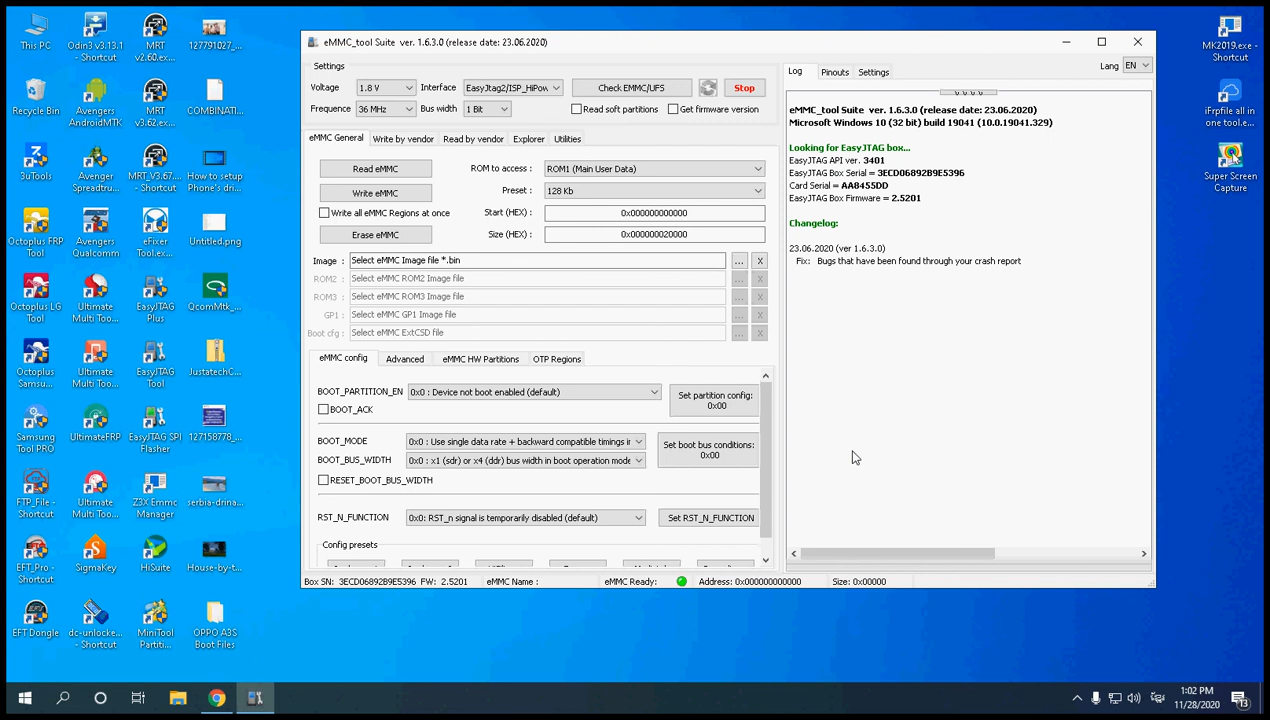 This PC
Odin3 v3.13.1 - Shortcut
MRT v2.60.ex...
127791027_...
Recycle Bin
Avengers AndroidMTK
MRT v3.62.ex...
COMBINATI...
3uTools
Avenger Spreadtru...
MRT_V3.67... - Shortcut
How to setup Phone's dri...
Octoplus FRP Tool
Avengers Qualcomm
eFixer Tool.ex...
Untitled.png
Octoplus LG Tool
Ultimate Multi Too...
EasyJTAG Plus
QcomMtk_...
Octoplus Samsu...
Ultimate Multi Too...
EasyJTAG Tool
JustatechC...
Samsung Tool PRO
UltimateFRP
EasyJTAG SPI Flasher
127158778_...
FTP_File - Shortcut
Ultimate Multi Too...
Z3X Emmc Manager
serbia-drina...
EFT_Pro - Shortcut
SigmaKey
HiSuite
House-by-t...
EFT Dongle
dc-unlocke... - Shortcut
MiniTool Partiti...
OPPO A3S Boot Files
eMMC_tool Suite ver. 1.6.3.0 (release date: 23.06.2020)
Settings
Voltage 1.8 V Interface EasyJtag2/ISP_HiPow Check EMMC/UFS Stop
Frequency 36 MHz Bus width 1 Bit Read soft partitions Get firmware version
eMMC General Write by vendor Read by vendor Explorer Utilities
Read eMMC ROM to access : ROM1 (Main User Data)
Write eMMC Preset : 128 Kb
Write all eMMC Regions at once Start (HEX) : 0x000000000000
Erase eMMC Size (HEX) : 0x000000020000
Image : Select eMMC Image file *.bin ... X
ROM2 : Select eMMC ROM2 Image file ... X
ROM3 : Select eMMC ROM3 Image file ... X
GP1 : Select eMMC GP1 Image file ... X
Boot cfg : Select eMMC ExtCSD file ... X
eMMC config Advanced eMMC HW Partitions OTP Regions
BOOT_PARTITION_EN 0x0 : Device not boot enabled (default) Set partition config: 0x00
BOOT_ACK
BOOT_MODE 0x0 : Use single data rate + backward compatible timings ir Set boot bus conditions: 0x00
BOOT_BUS_WIDTH 0x0 : x1 (sdr) or x4 (ddr) bus width in boot operation mode
RESET_BOOT_BUS_WIDTH
RST_N_FUNCTION 0x0: RST_n signal is temporarily disabled (default) Set RST_N_FUNCTION
Config presets
Box SN: 3ECD06892B9E5396 FW: 2.5201 eMMC Name : eMMC Ready: Address: 0x000000000000 Size: 0x00000
Log Pinouts Settings Lang EN
eMMC_tool Suite ver. 1.6.3.0 (release date: 23.06.2020)
Microsoft Windows 10 (32 bit) build 19041 (10.0.19041.329)
Looking for EasyJTAG box...
EasyJTAG API ver. 3401
EasyJTAG Box Serial = 3ECD06892B9E5396
Card Serial = AA8455DD
EasyJTAG Box Firmware = 2.5201
Changelog:
23.06.2020 (ver 1.6.3.0)
Fix: Bugs that have been found through your crash report
MK2019.exe - Shortcut
iFrpfile all in one tool.e...
Super Screen Capture
1:02 PM
11/28/2020
13